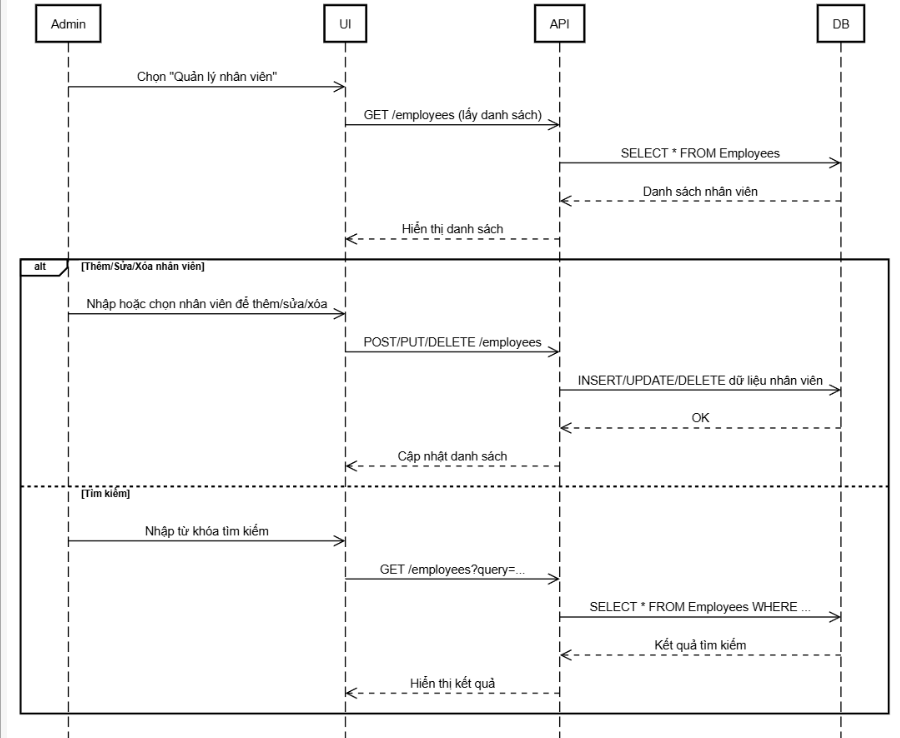 Admin
UI
API
DB
Chọn "Quản lý nhân viên"
GET /employees (lấy danh sách)
SELECT * FROM Employees
Danh sách nhân viên
Hiển thị danh sách
alt
[Thêm/Sửa/Xóa nhân viên]
Nhập hoặc chọn nhân viên để thêm/sửa/xóa
POST/PUT/DELETE /employees
INSERT/UPDATE/DELETE dữ liệu nhân viên
OK
Cập nhật danh sách
[Tìm kiếm]
Nhập từ khóa tìm kiếm
GET /employees?query=...
SELECT * FROM Employees WHERE ...
Kết quả tìm kiếm
Hiển thị kết quả